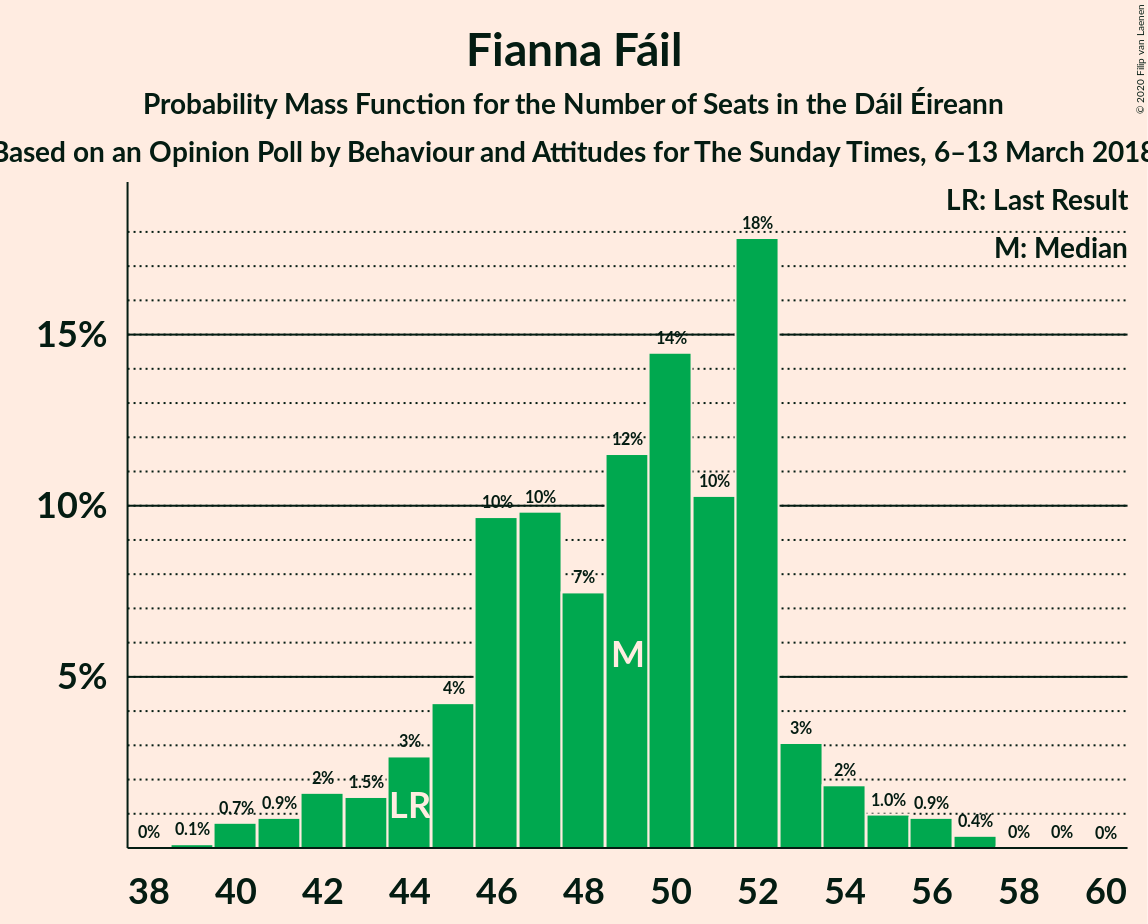 Fianna Fáil
Probability Mass Function for the Number of Seats in the Dáil Éireann
Based on an Opinion Poll by Behaviour and Attitudes for The Sunday Times, 6–13 March 2018
© 2020 Filip van Laenen
LR: Last Result
M: Median
15%
10%
5%
0%
0.1%
0.7%
0.9%
2%
1.5%
3%
4%
10%
10%
7%
12%
14%
10%
18%
3%
2%
1.0%
0.9%
0.4%
0%
0%
0%
LR
M
38 40 42 44 46 48 50 52 54 56 58 60